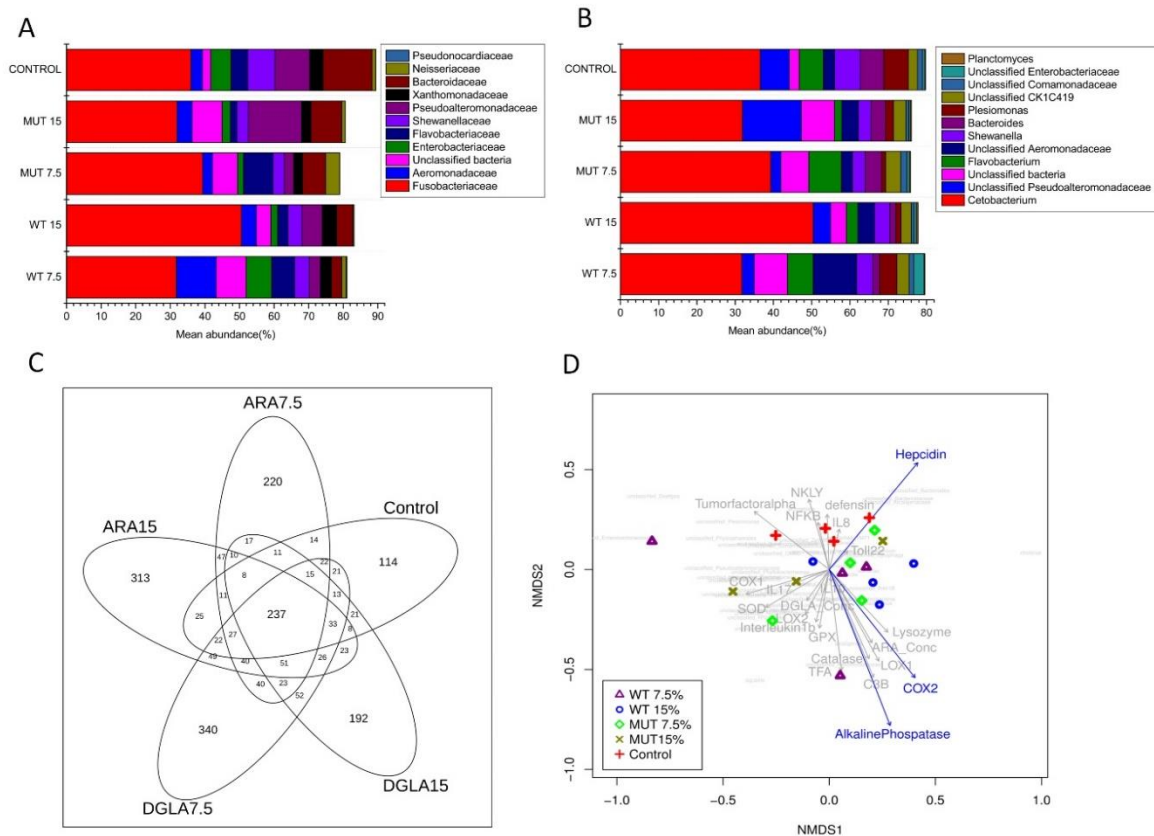 A
CONTROL
MUT 15
MUT 7.5
WT 15
WT 7.5
0 10 20 30 40 50 60 70 80 90
Mean abundance(%)
Pseudonocardiaceae
Neisseriaceae
Bacteroidaceae
Xanthomonadaceae
Pseudoalteromonadaceae
Shewanellaceae
Flavobacteriaceae
Enterobacteriaceae
Unclassified bacteria
Aeromonadaceae
Fusobacteriaceae
B
CONTROL
MUT 15
MUT 7.5
WT 15
WT 7.5
0 10 20 30 40 50 60 70 80
Mean abundance(%)
Planctomyces
Unclassified Enterobacteriaceae
Unclassified Comamonadaceae
Unclassified CK1C419
Plesiomonas
Bacteroides
Shewanella
Unclassified Aeromonadaceae
Flavobacterium
Unclassified bacteria
Unclassified Pseudoalteromonadaceae
Cetobacterium
C
ARA7.5
220
Control
ARA15
17 14
47 10 11 22 21
114
313
8 15
11 13
237 21
25 33 8
22 27 23
49 40 51 26
40 23
52
340
192
DGLA7.5
DGLA15
D
NMDS2
0.5
0.0
−0.5
−1.0
Hepcidin
NKLY
Tumorfactoralpha
defensin
NFKB
IL8
Toll22
COX1
IL17
SOD
DGLA_Conc
LOX2
Interleukin1b
GPX
Lysozyme
ARA_Conc
Catalase
LOX1
TFA
C3B
COX2
AlkalinePhospatase
WT 7.5%
WT 15%
MUT 7.5%
MUT15%
Control
−1.0 −0.5 0.0 0.5 1.0
NMDS1